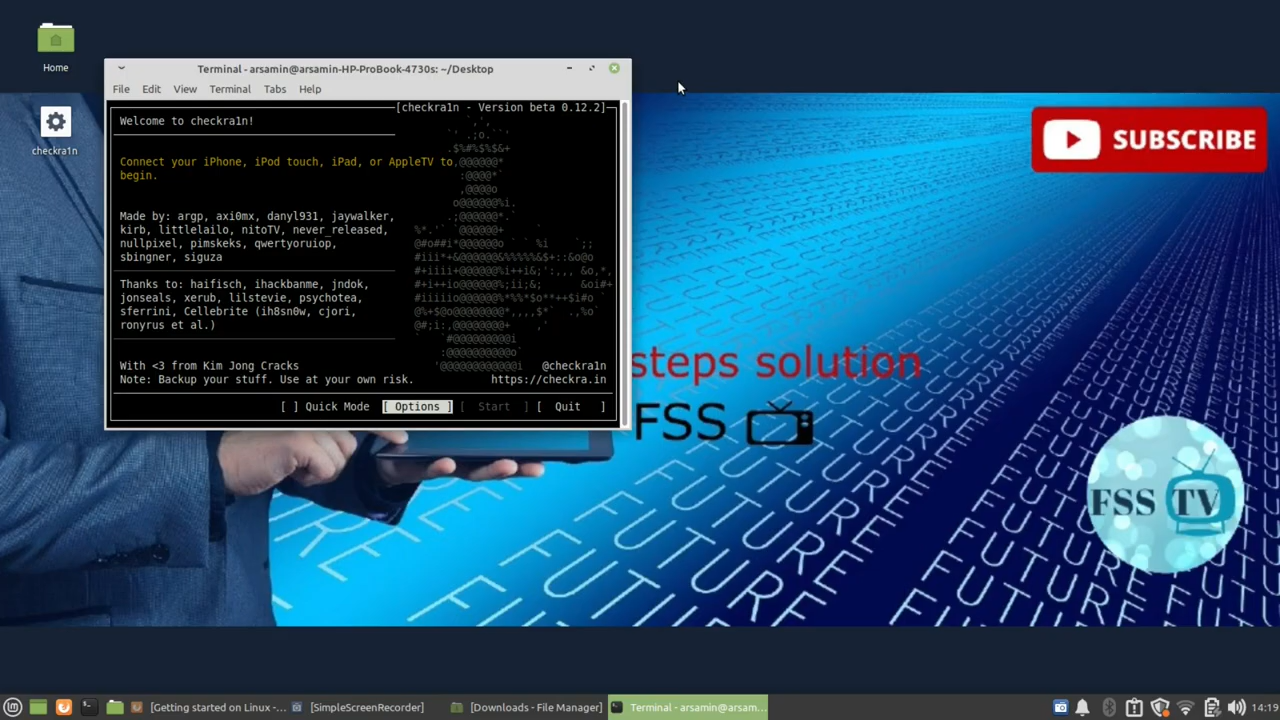 Home
checkra1n
Terminal - arsamin@arsamin-HP-ProBook-4730s: ~/Desktop
File Edit View Terminal Tabs Help
[checkra1n - Version beta 0.12.2]
Welcome to checkra1n!
Connect your iPhone, iPod touch, iPad, or AppleTV to
begin.
Made by: argp, axi0mx, danyl931, jaywalker,
kirb, littlelailo, nitoTV, never_released,
nullpixel, pimskeks, qwertyoruiop,
sbingner, siguza
Thanks to: haifisch, ihackbanme, jndok,
jonseals, xerub, lilstevie, psychotea,
sferrini, Cellebrite (ih8sn0w, cjori,
ronyrus et al.)
With <3 from Kim Jong Cracks @checkra1n
Note: Backup your stuff. Use at your own risk. https://checkra.in
[ ] Quick Mode [ Options ] [ Start ] [ Quit ]
SUBSCRIBE
steps solution
FSS
FSS TV
FUTURE
[Getting started on Linux -... [SimpleScreenRecorder] [Downloads - File Manager] Terminal - arsamin@arsam... 14:19